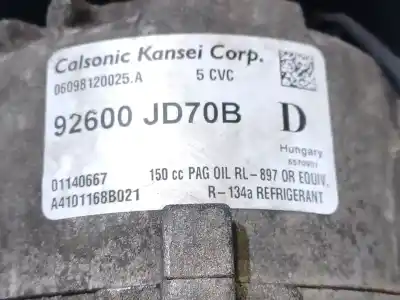 Calsonic Kansei Corp.
06098120025.A 5 CVC
92600 JD70B D
Hungary
01140667 150 cc PAG OIL RL-897 OR EQUIV.
A4101168B021 R-134a REFRIGERANT